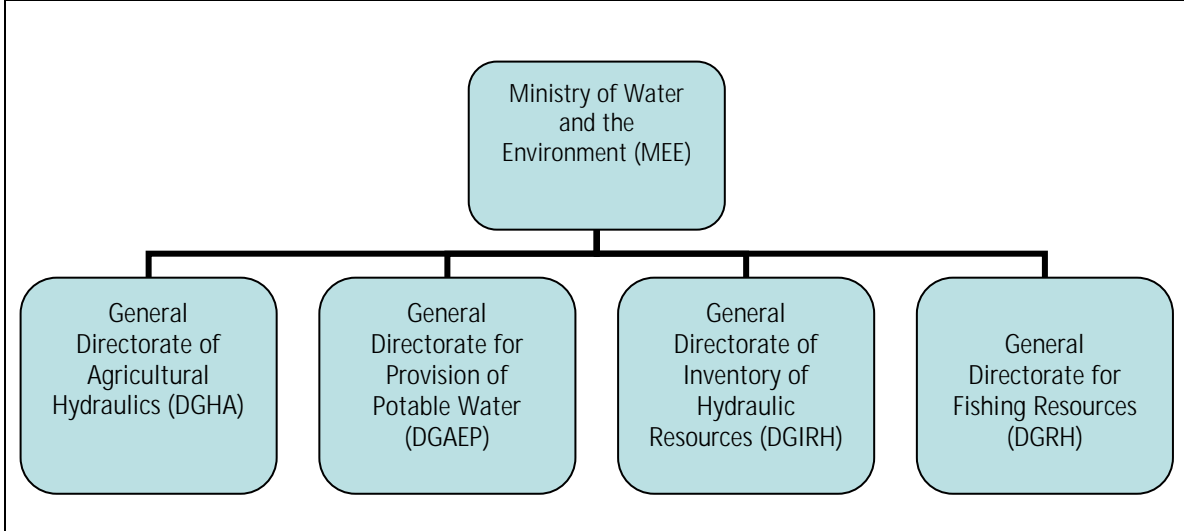 Ministry of Water
and the
Environment (MEE)
General
Directorate of
Agricultural
Hydraulics (DGHA)
General
Directorate for
Provision of
Potable Water
(DGAEP)
General
Directorate of
Inventory of
Hydraulic
Resources (DGIRH)
General
Directorate for
Fishing Resources
(DGRH)